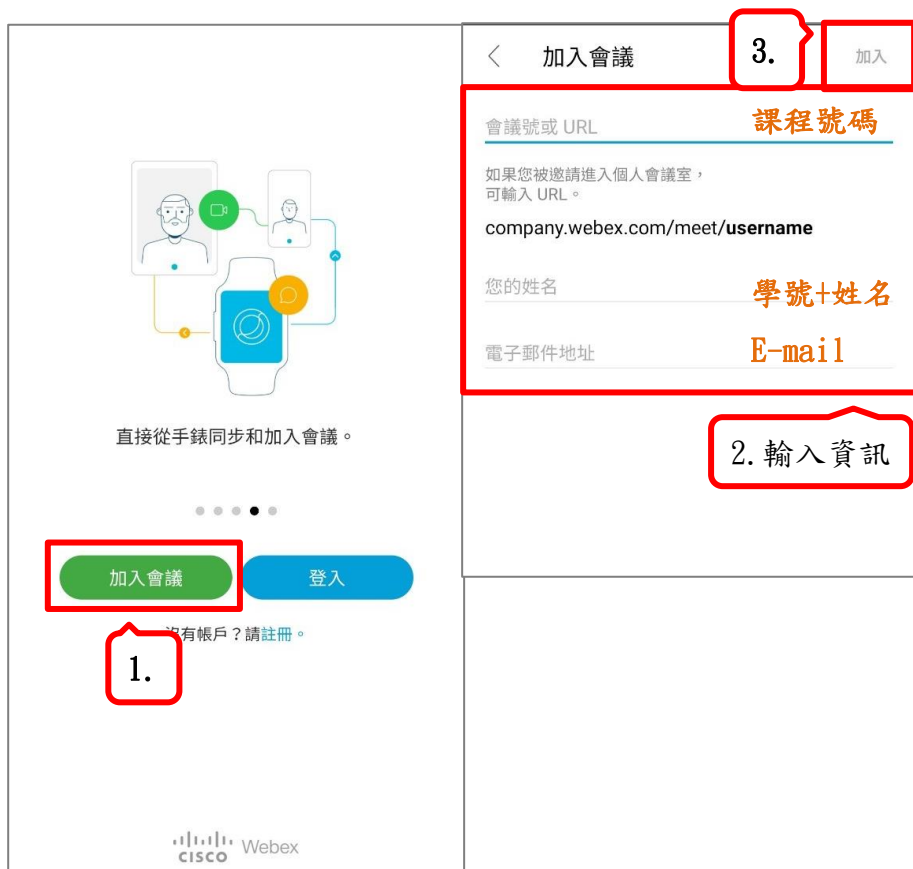 直接從手錶同步和加入會議。
加入會議
登入
有帳戶？請註冊。
1.
CISCO Webex
加入會議
3.
加入
會議號或 URL
課程號碼
如果您被邀請進入個人會議室，
可輸入 URL。
company.webex.com/meet/username
您的姓名
學號+姓名
電子郵件地址
E-mail
2.輸入資訊